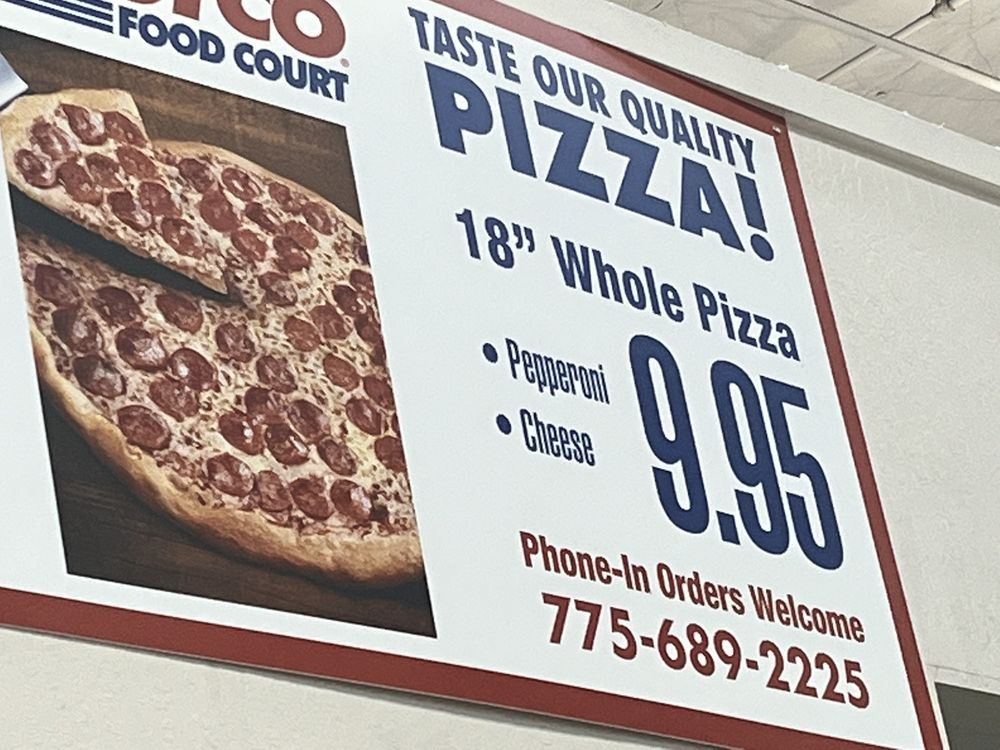 FOOD COURT
TASTE OUR QUALITY
PIZZA!
18” Whole Pizza
• Pepperoni
• Cheese
9.95
Phone-In Orders Welcome
775-689-2225